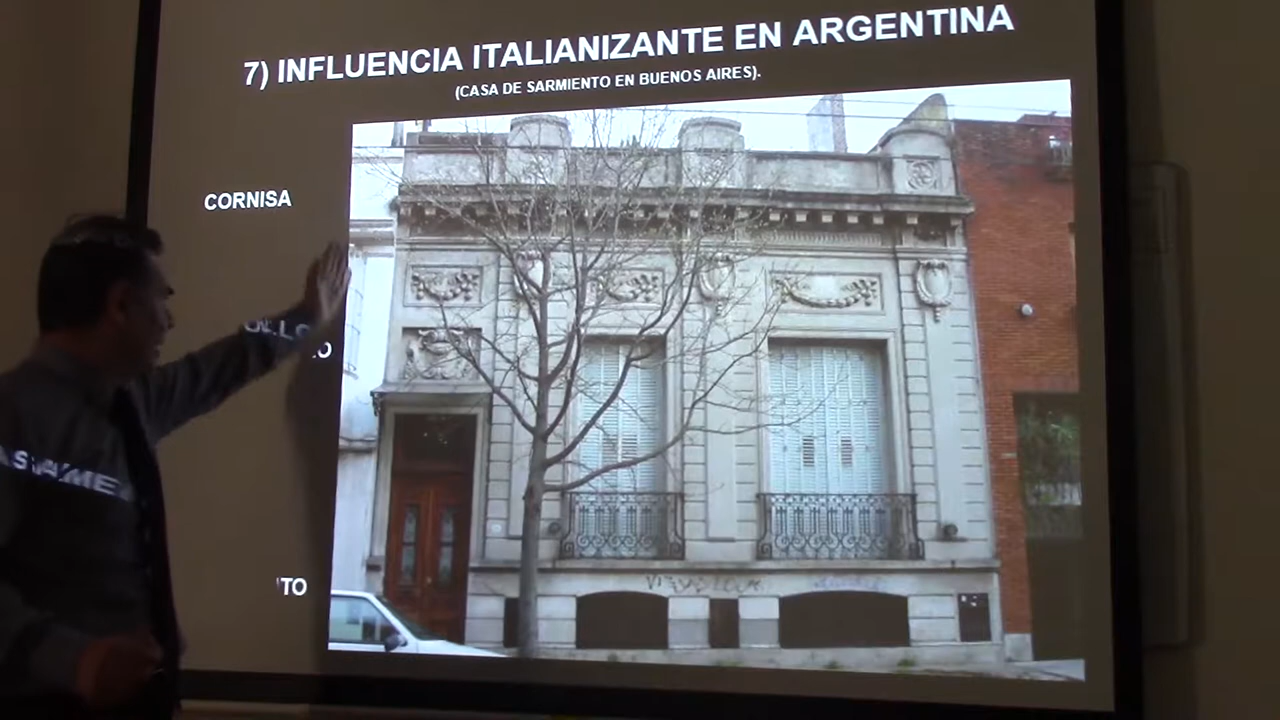 7) INFLUENCIA ITALIANIZANTE EN ARGENTINA
(CASA DE SARMIENTO EN BUENOS AIRES).
CORNISA